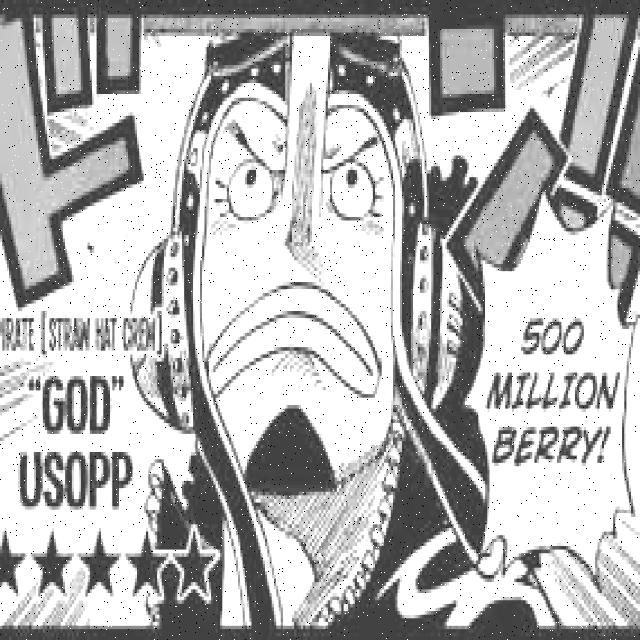 PIRATE [STRAW HAT CREW]
“GOD”
USOPP
500
MILLION
BERRY!